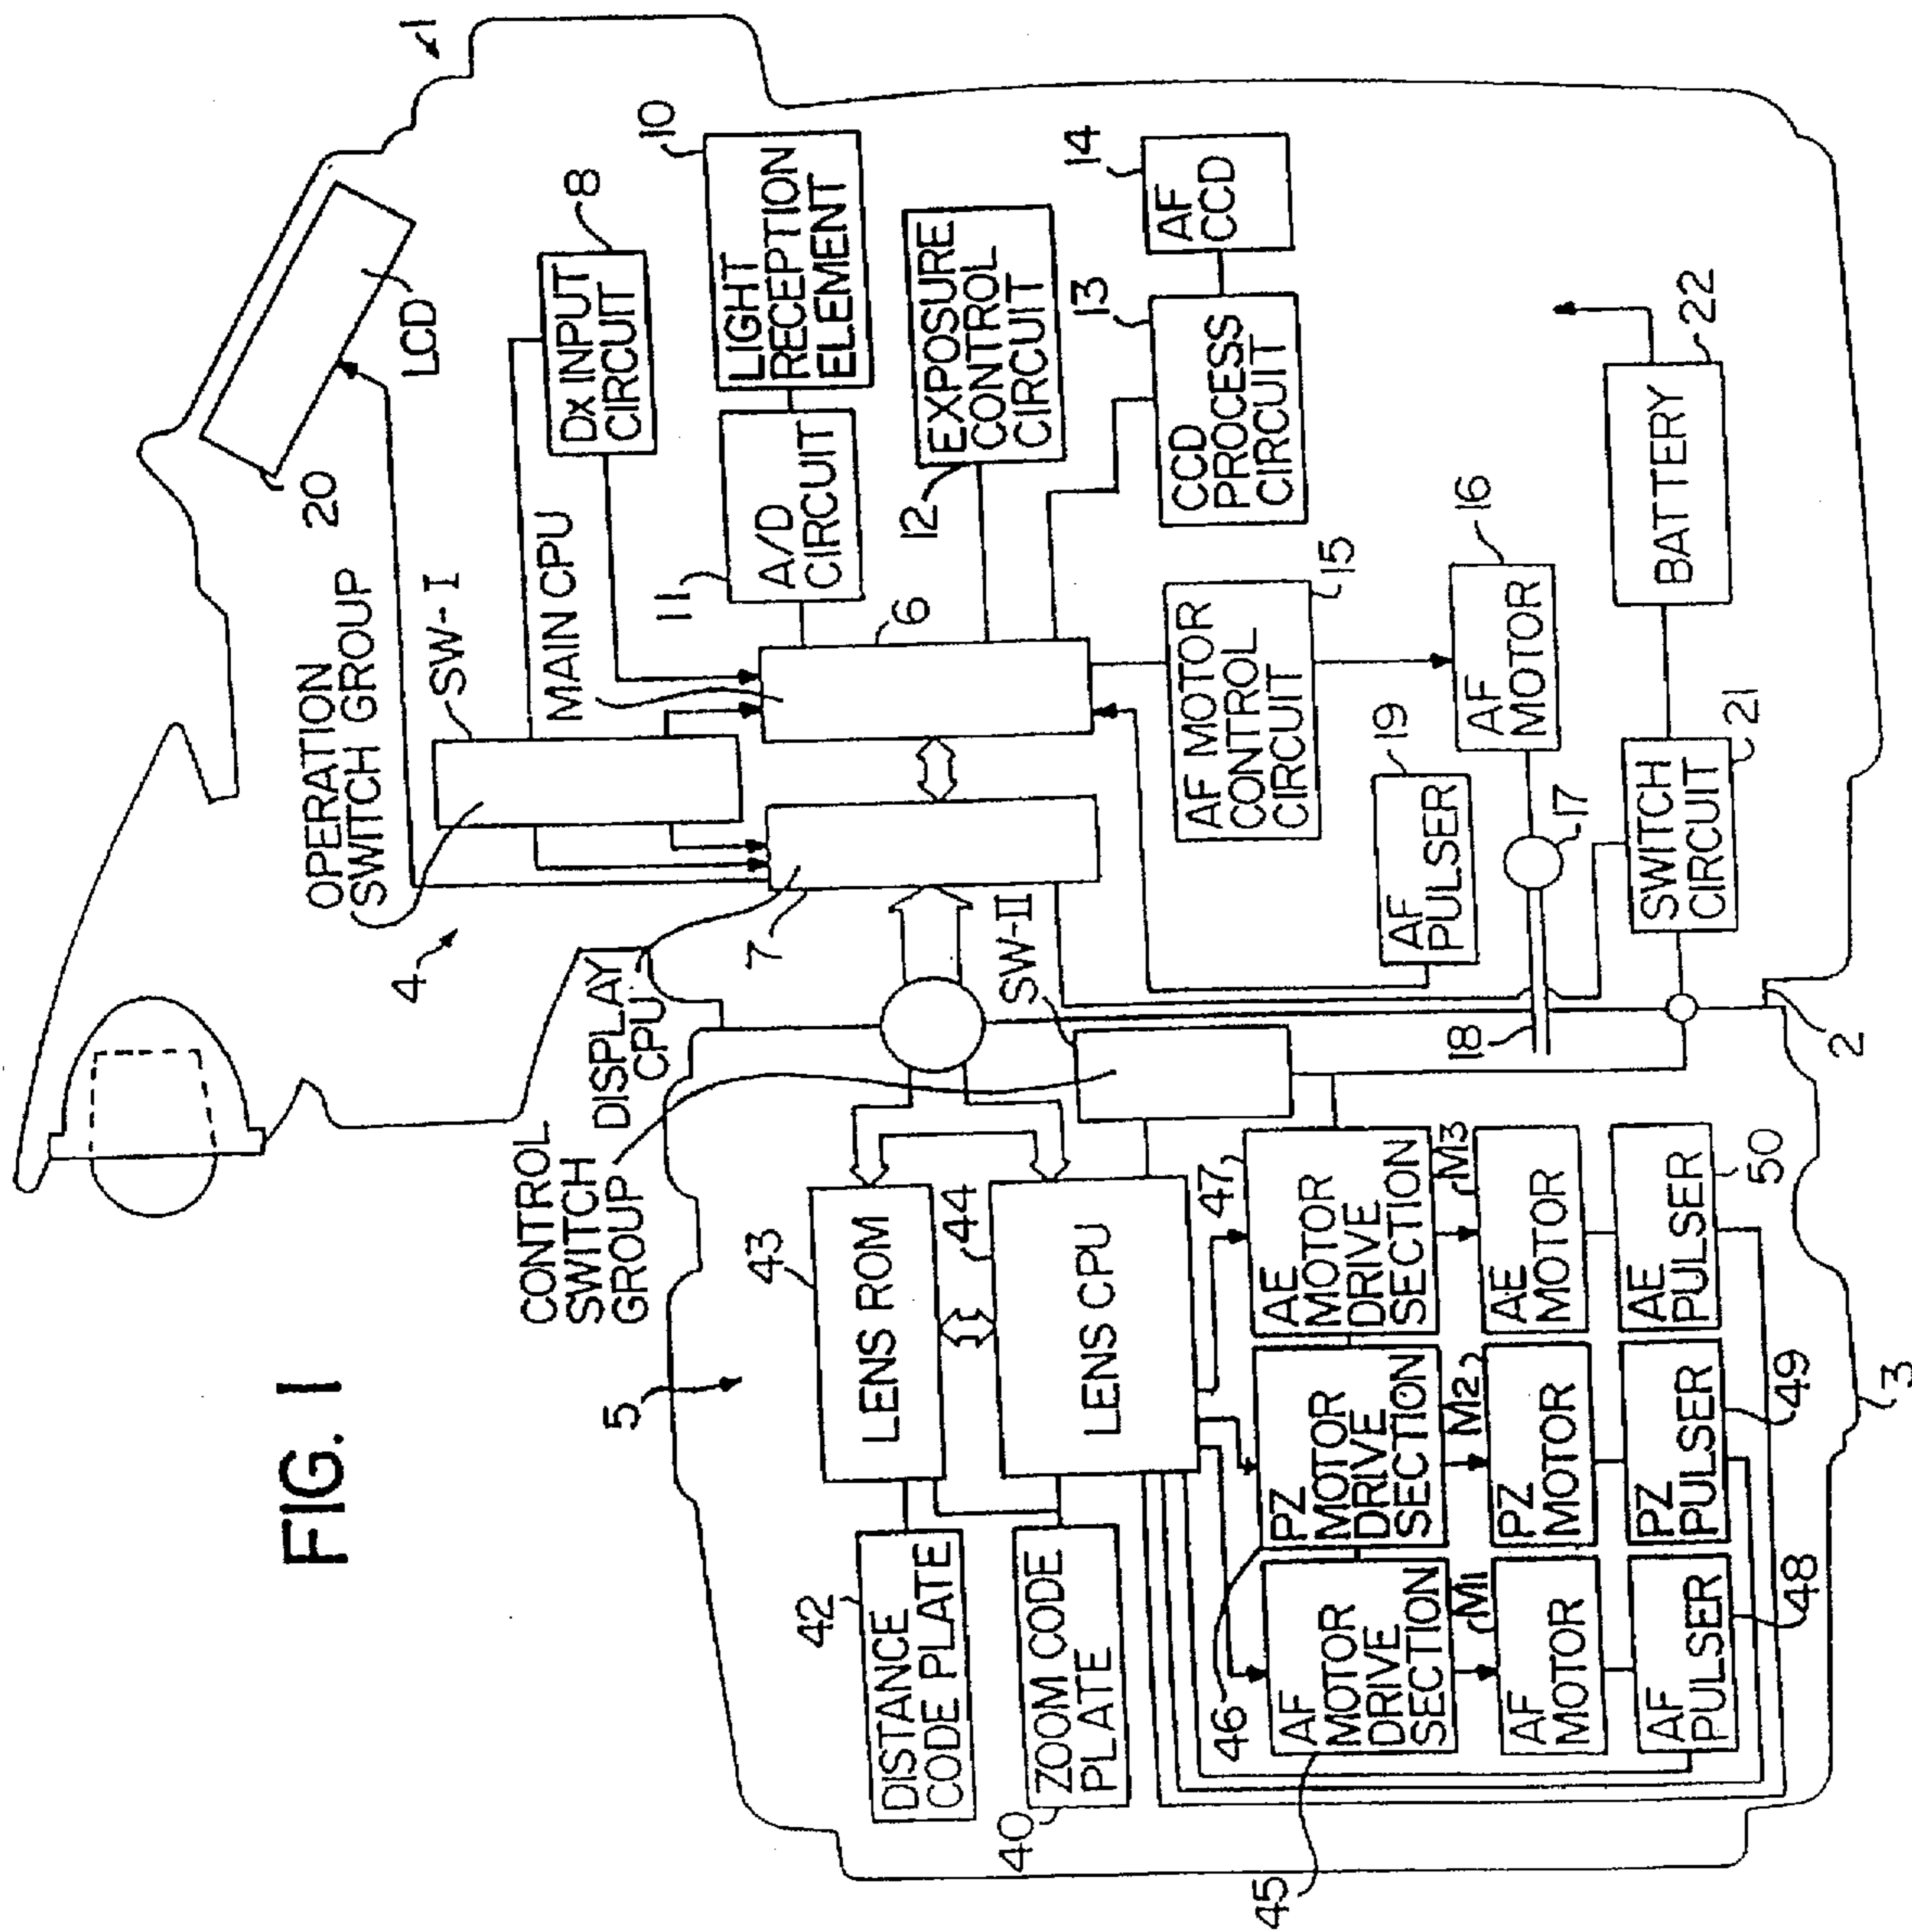 FIG. 1
1
20
LCD
OPERATION
SWITCH GROUP
SW-I
4
4
MAIN CPU
DX INPUT
CIRCUIT
8
LIGHT
RECEPTION
ELEMENT
10
A/D
CIRCUIT
11
EXPOSURE
CONTROL
CIRCUIT
12
6
CCD
PROCESS
CIRCUIT
13
AF
CCD
14
AF MOTOR
CONTROL
CIRCUIT
15
AF
MOTOR
16
AF
PULSER
19
17
18
BATTERY
22
SWITCH
CIRCUIT
21
2
7
DISPLAY
CPU
SW-II
CONTROL
SWITCH
GROUP
5
LENS ROM
43
44
LENS CPU
DISTANCE
CODE PLATE
42
ZOOM CODE
PLATE
40
AE
MOTOR
DRIVE
SECTION
47
M3
AE
MOTOR
AE
PULSER
50
PZ
MOTOR
DRIVE
SECTION
46
M2
PZ
MOTOR
PZ
PULSER
49
AF
MOTOR
DRIVE
SECTION
45
M1
AF
MOTOR
AF
PULSER
48
3